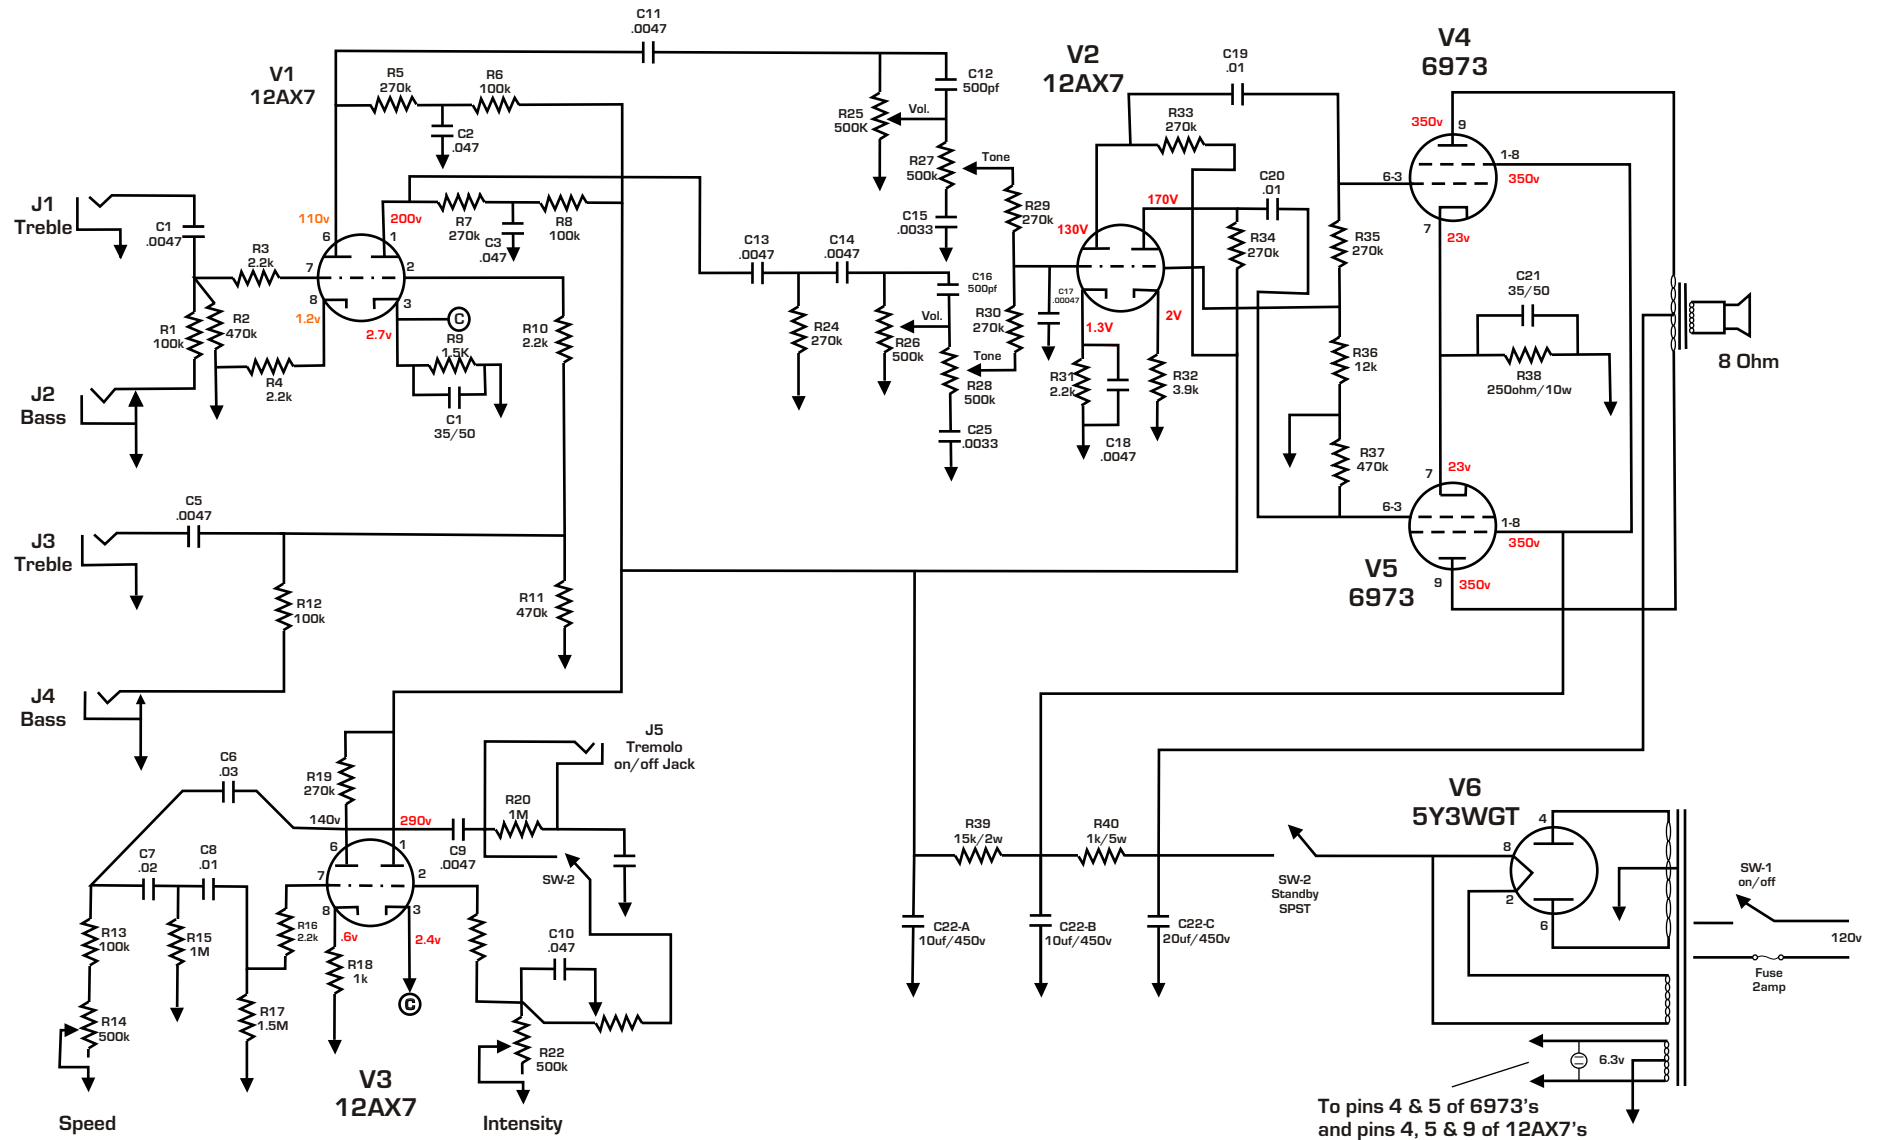 C11
.0047
V1
12AX7
R5
270k
R6
100k
C2
.047
J1
Treble
C1
.0047
R3
2.2k
110v
6
200v
1
R7
270k
C3
.047
R8
100k
7
2
8
1.2v
3
2.7v
C
R1
100k
R2
470k
R4
2.2k
R9
1.5K
C1
35/50
R10
2.2k
J2
Bass
J3
Treble
C5
.0047
R12
100k
R11
470k
J4
Bass
R25
500K
Vol.
C12
500pf
R27
500k
Tone
C15
.0033
R29
270k
C13
.0047
C14
.0047
C16
500pf
R24
270k
R26
500k
Vol.
R30
270k
Tone
R28
500k
C25
.0033
V2
12AX7
C19
.01
R33
270k
170V
C20
.01
130V
R34
270k
C17
.00047
1.3V
2V
R31
2.2k
R32
3.9k
C18
.0047
R35
270k
R36
12k
R37
470k
V4
6973
350v
9
1-8
350v
6-3
7
23v
C21
35/50
R38
250ohm/10w
8 Ohm
7
23v
6-3
1-8
350v
V5
6973
9
350v
J5
Tremolo
on/off Jack
C6
.03
R19
270k
140v
290v
R20
1M
C9
.0047
6
1
7
2
8
3
.6v
2.4v
C
SW-2
C7
.02
C8
.01
R13
100k
R15
1M
R16
2.2k
R14
500k
R17
1.5M
R18
1k
C10
.047
R22
500k
V3
12AX7
Speed
Intensity
R39
15k/2w
R40
1k/5w
C22-A
10uf/450v
C22-B
10uf/450v
C22-C
20uf/450v
SW-2
Standby
SPST
V6
5Y3WGT
4
8
2
6
SW-1
on/off
120v
Fuse
2amp
6.3v
To pins 4 & 5 of 6973's
and pins 4, 5 & 9 of 12AX7's